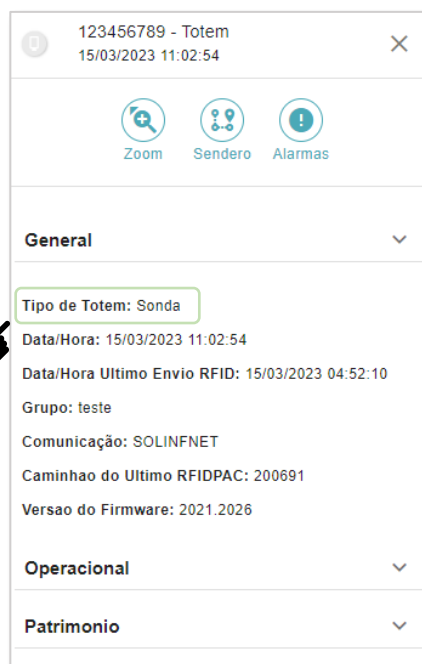 123456789 - Totem
15/03/2023 11:02:54
Zoom Sendero Alarmas
General
Tipo de Totem: Sonda
Data/Hora: 15/03/2023 11:02:54
Data/Hora Ultimo Envio RFID: 15/03/2023 04:52:10
Grupo: teste
Comunicação: SOLINFNET
Caminhao do Ultimo RFIDPAC: 200691
Versao do Firmware: 2021.2026
Operacional
Patrimonio